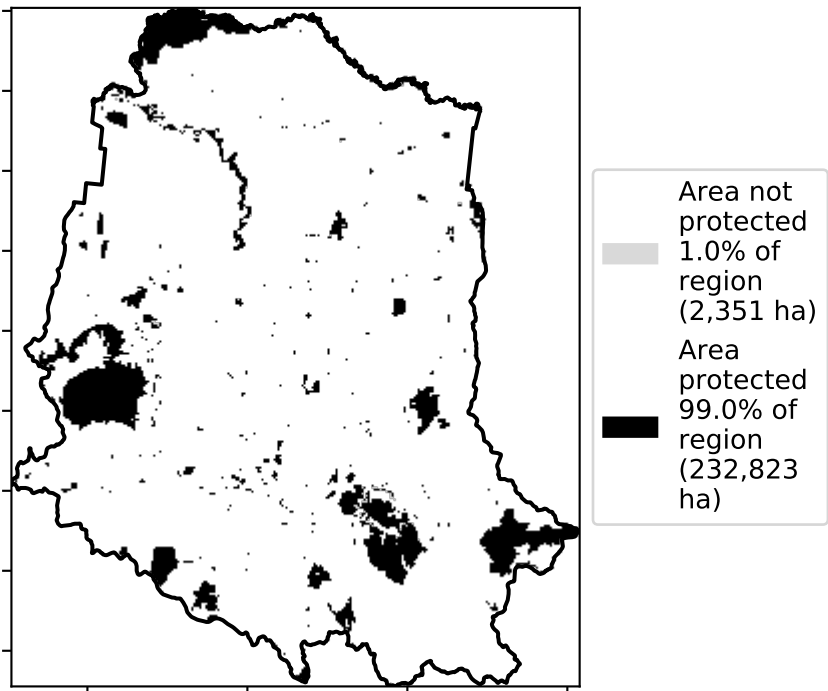 Area not
protected
1.0% of
region
(2,351 ha)
Area
protected
99.0% of
region
(232,823
ha)